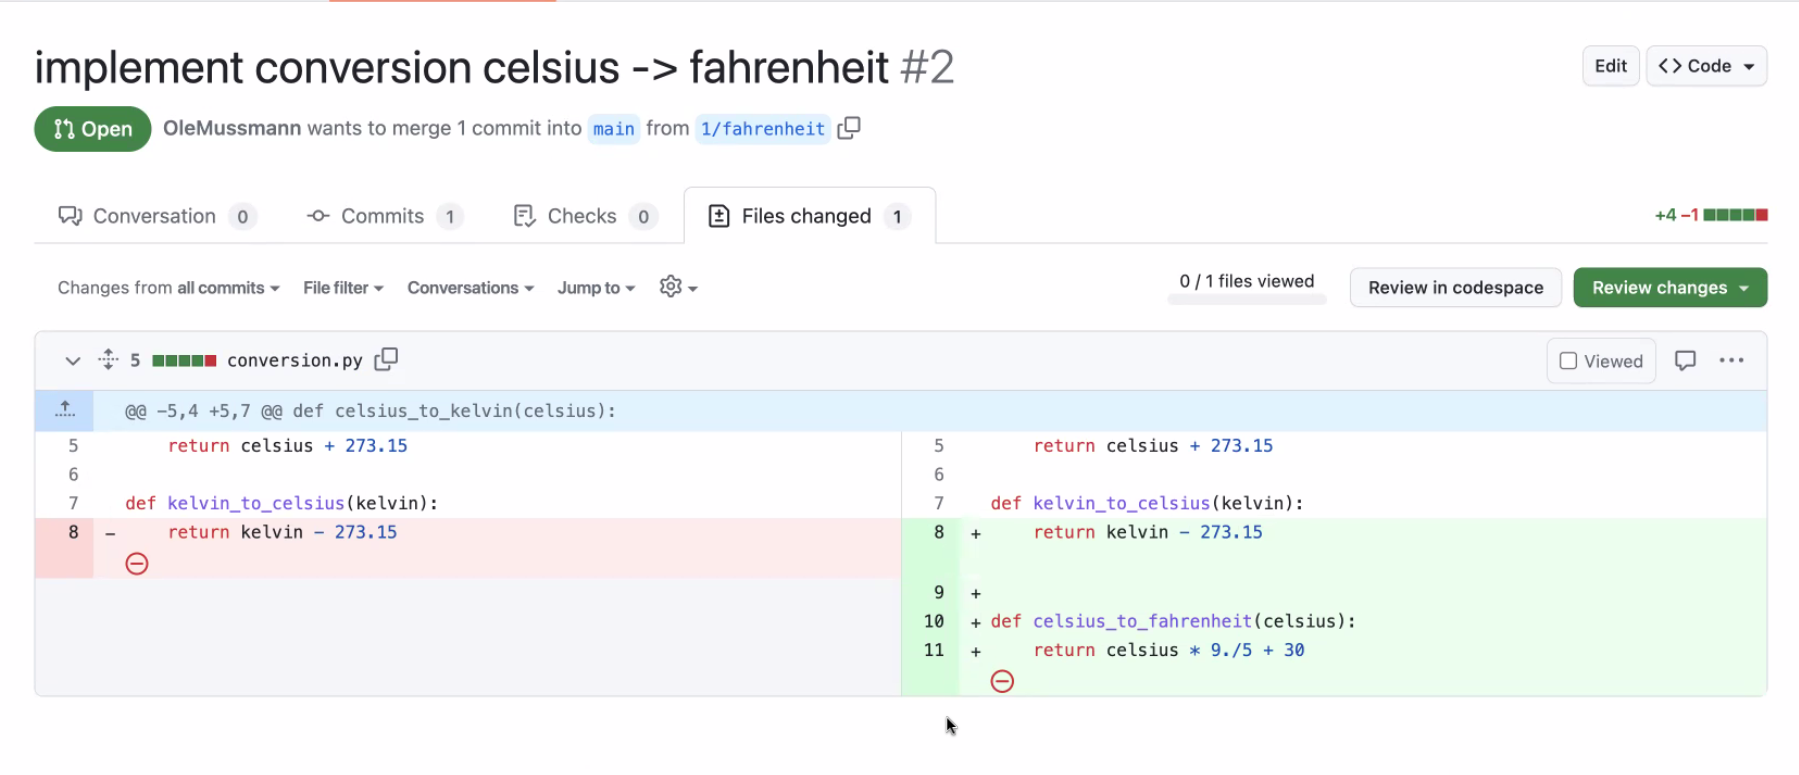 implement conversion celsius -> fahrenheit #2
Edit
<> Code
Open
OleMussmann wants to merge 1 commit into main from 1/fahrenheit
Conversation 0
Commits 1
Checks 0
Files changed 1
+4 −1
Changes from all commits
File filter
Conversations
Jump to
0 / 1 files viewed
Review in codespace
Review changes
5 conversion.py
Viewed
@@ -5,4 +5,7 @@ def celsius_to_kelvin(celsius):
5     return celsius + 273.15
6
7 def kelvin_to_celsius(kelvin):
8 -     return kelvin - 273.15
5     return celsius + 273.15
6
7 def kelvin_to_celsius(kelvin):
8 +     return kelvin - 273.15
9 +
10 + def celsius_to_fahrenheit(celsius):
11 +     return celsius * 9./5 + 30